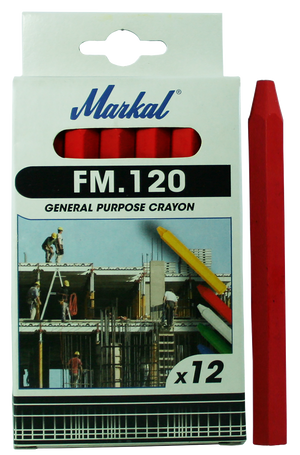 Markal
FM.120
GENERAL PURPOSE CRAYON
x12